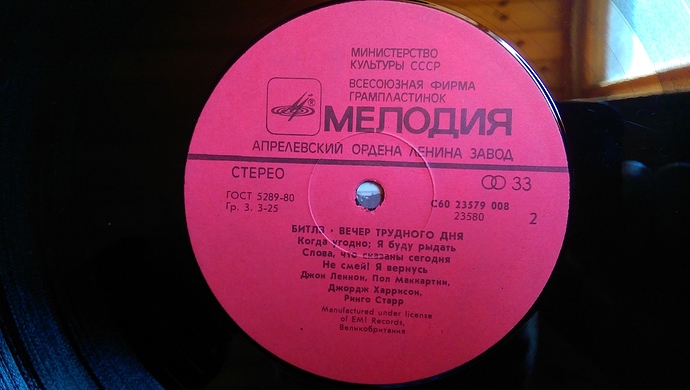 МИНИСТЕРСТВО
КУЛЬТУРЫ СССР
ВСЕСОЮЗНАЯ ФИРМА
ГРАМПЛАСТИНОК
®
МЕЛОДИЯ
АПРЕЛЕВСКИЙ ОРДЕНА ЛЕНИНА ЗАВОД
СТЕРЕО
33
ГОСТ 5289-80
Гр. 3. 3-25
С60 23579 008
23580
2
БИТЛЗ · ВЕЧЕР ТРУДНОГО ДНЯ
Когда угодно; Я буду рыдать
Слова, что сказаны сегодня
Не смей! Я вернусь
Джон Леннон, Пол Маккартни,
Джордж Харрисон,
Ринго Старр
Manufactured under license
of EMI Records,
Великобритания